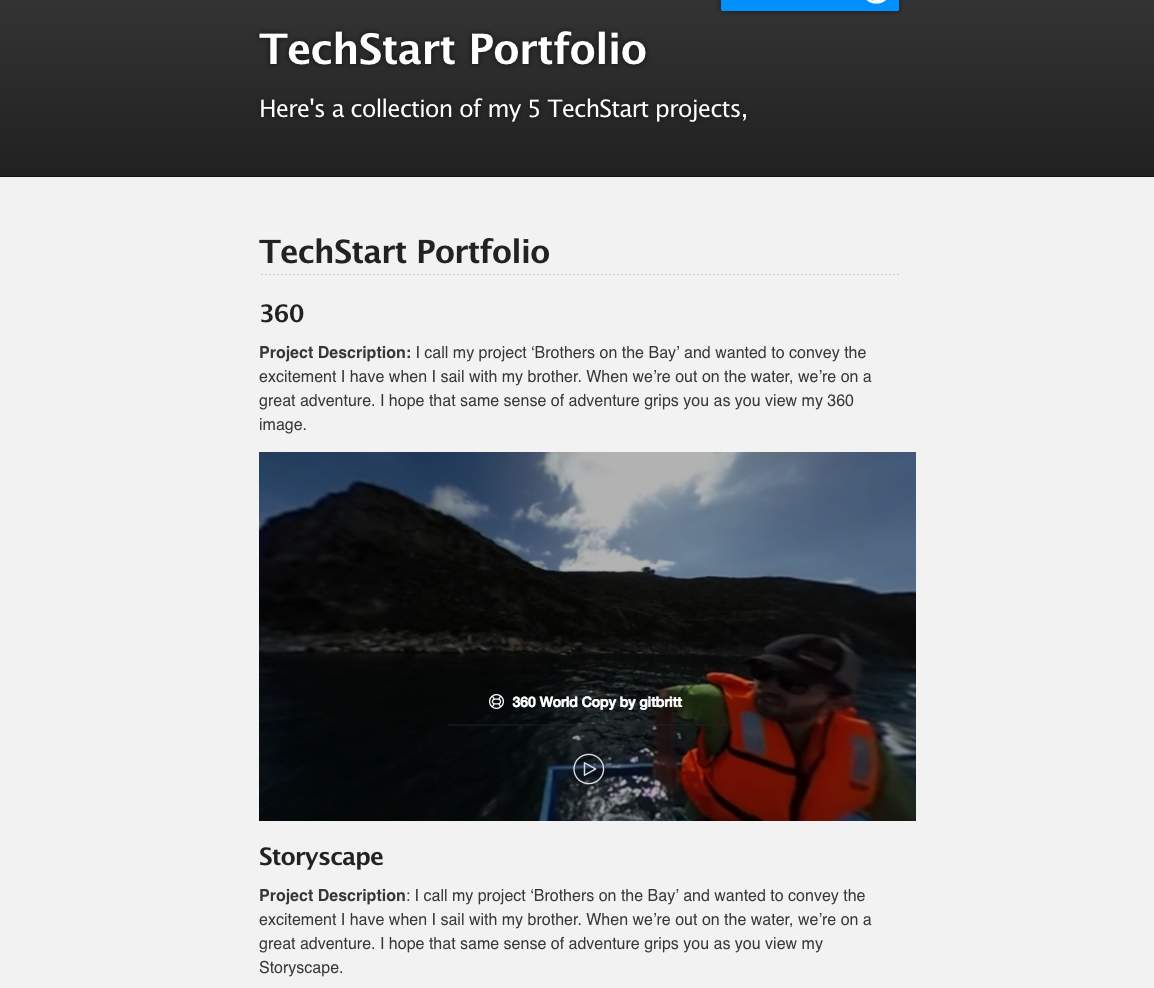 TechStart Portfolio
Here's a collection of my 5 TechStart projects,
TechStart Portfolio
360
Project Description: I call my project ‘Brothers on the Bay’ and wanted to convey the
excitement I have when I sail with my brother. When we’re out on the water, we’re on a
great adventure. I hope that same sense of adventure grips you as you view my 360
image.
360 World Copy by gitbritt
Storyscape
Project Description: I call my project ‘Brothers on the Bay’ and wanted to convey the
excitement I have when I sail with my brother. When we’re out on the water, we’re on a
great adventure. I hope that same sense of adventure grips you as you view my
Storyscape.